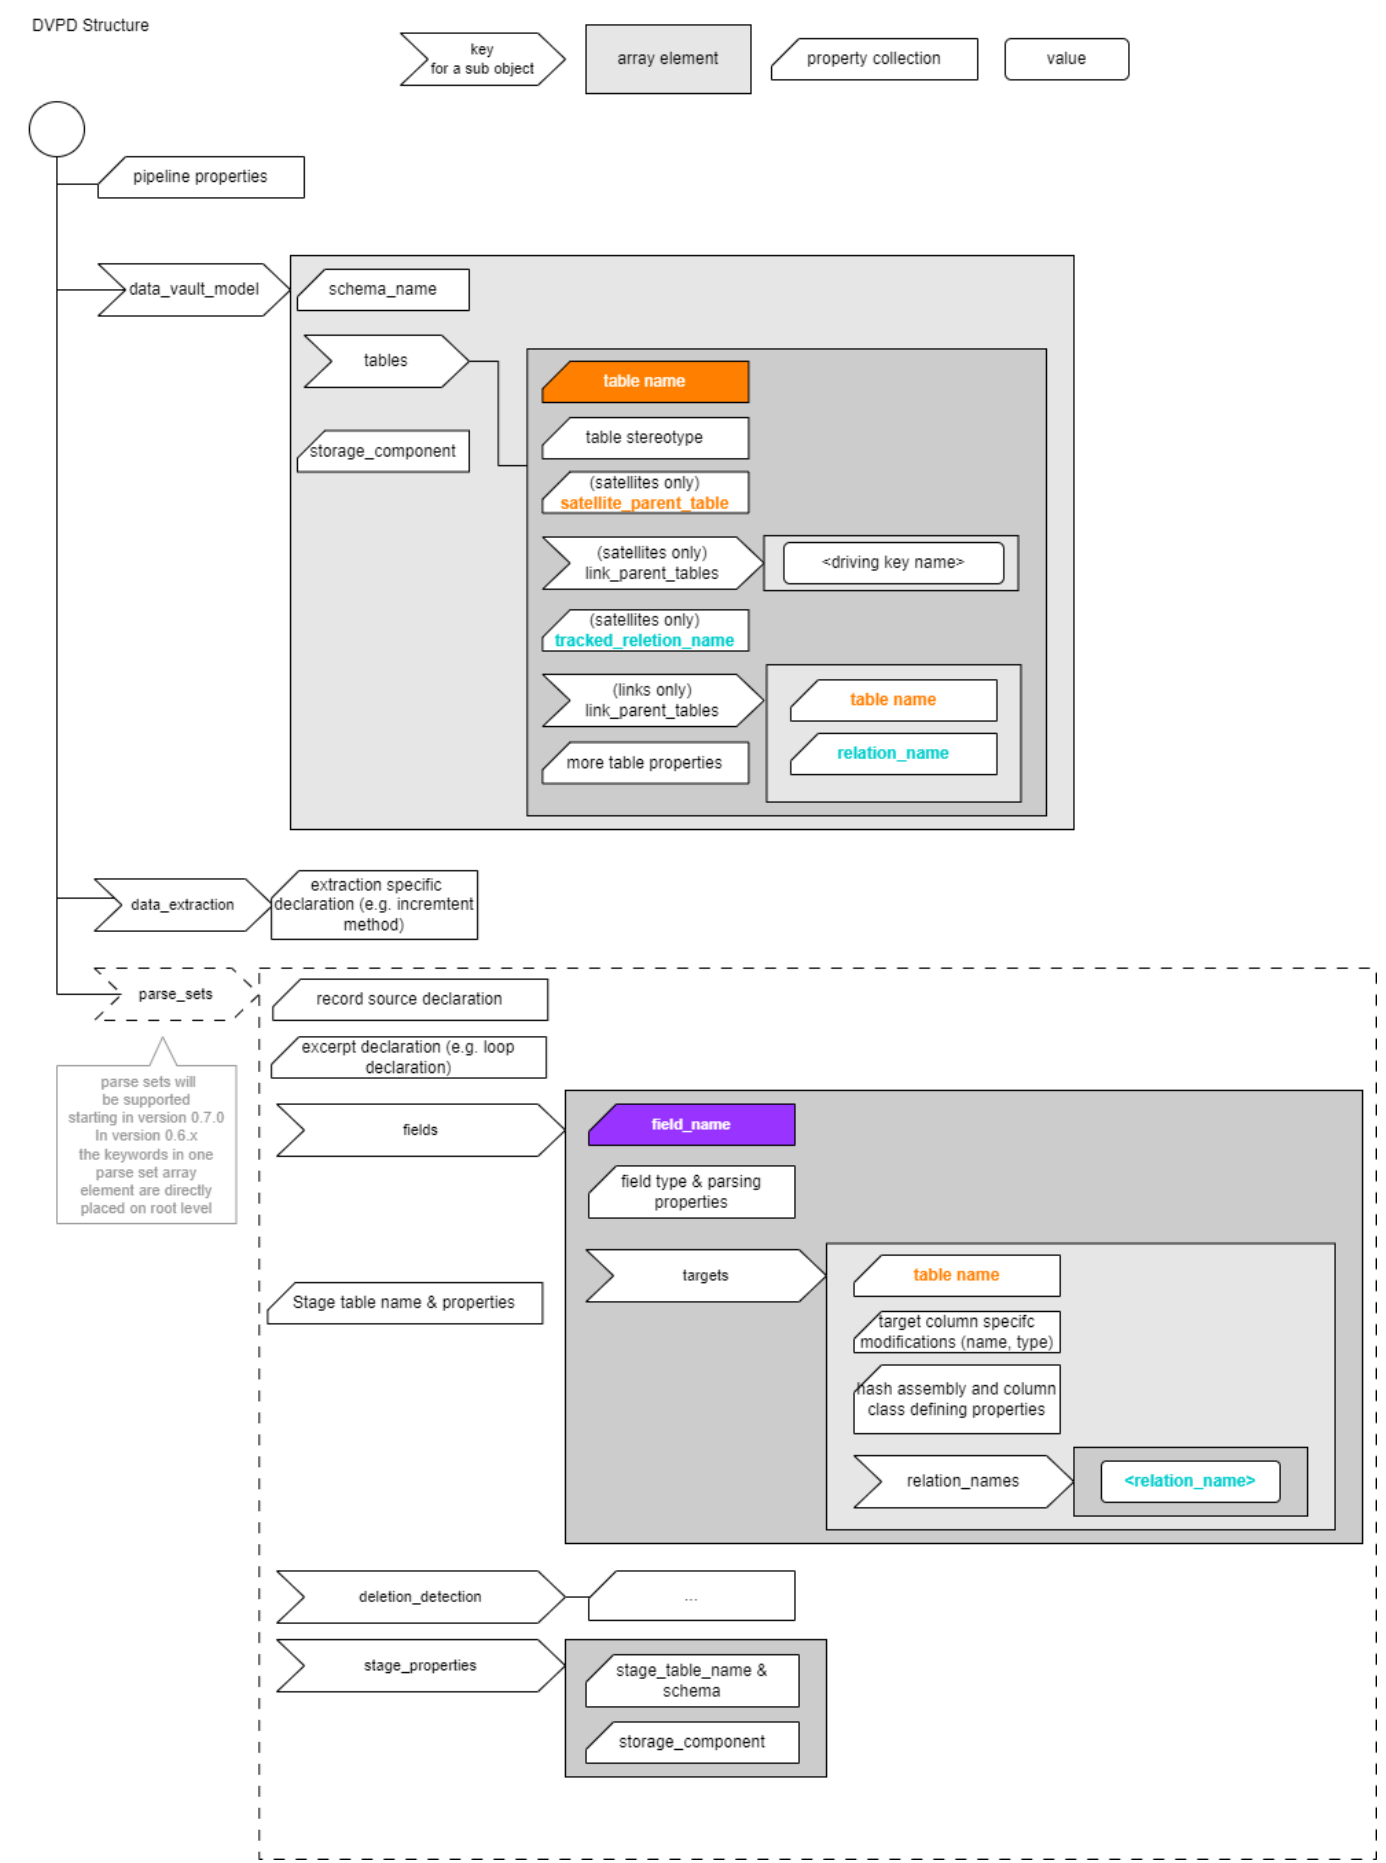 DVPD Structure
key
for a sub object
array element
property collection
value
pipeline properties
data_vault_model
schema_name
tables
storage_component
table name
table stereotype
(satellites only)
satellite_parent_table
(satellites only)
link_parent_tables
<driving key name>
(satellites only)
tracked_reletion_name
(links only)
link_parent_tables
table name
relation_name
more table properties
data_extraction
extraction specific
declaration (e.g. incremtent
method)
parse_sets
parse sets will
be supported
starting in version 0.7.0
In version 0.6.x
the keywords in one
parse set array
element are directly
placed on root level
record source declaration
excerpt declaration (e.g. loop
declaration)
fields
field_name
field type & parsing
properties
targets
table name
target column specifc
modifications (name, type)
hash assembly and column
class defining properties
relation_names
<relation_name>
Stage table name & properties
deletion_detection
...
stage_properties
stage_table_name &
schema
storage_component